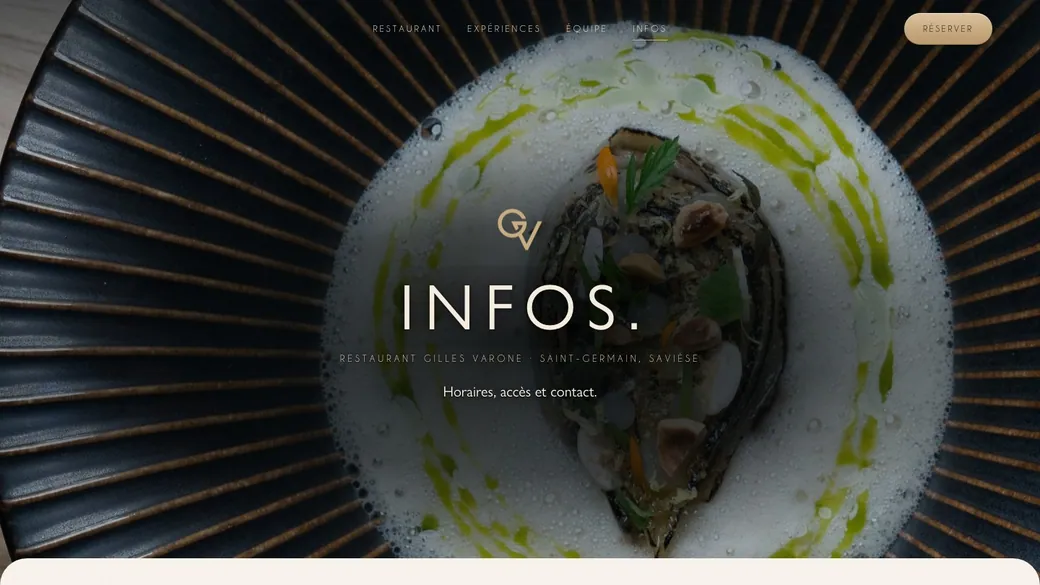 RESTAURANT EXPÉRIENCES ÉQUIPE INFOS
RÉSERVER
GV
INFOS.
RESTAURANT GILLES VARONE · SAINT-GERMAIN, SAVIÈSE
Horaires, accès et contact.